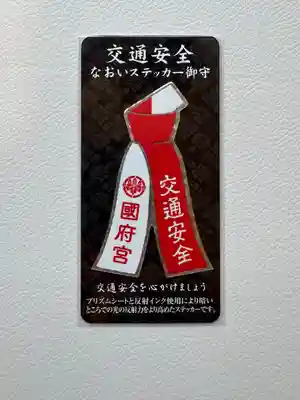 交通安全
なおいステッカー御守
國府宮
交通安全
交通安全を心がけましょう
プリズムシートと反射インク使用により暗い
ところでの光の反射力をより高めたステッカーです。